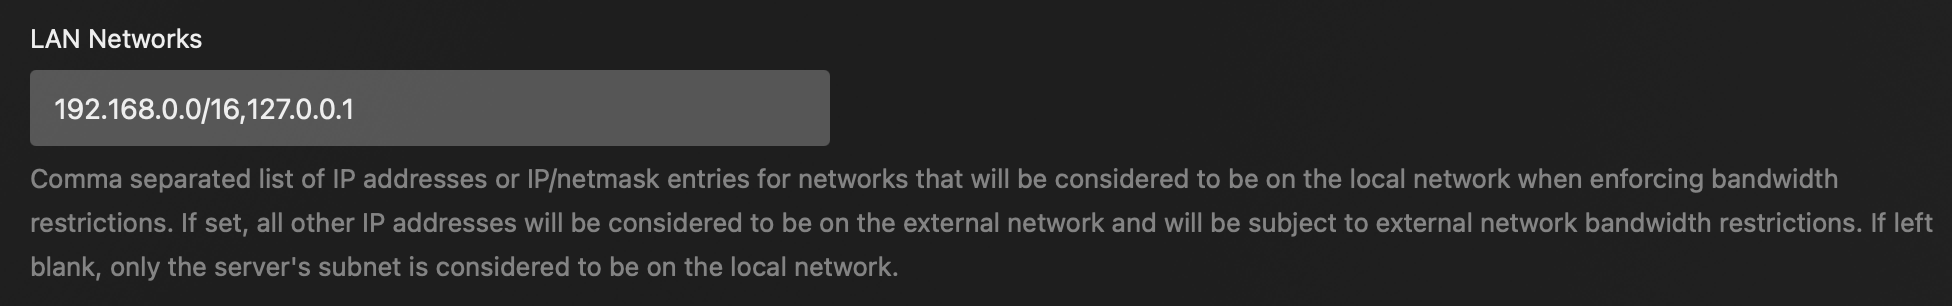 LAN Networks
192.168.0.0/16,127.0.0.1
Comma separated list of IP addresses or IP/netmask entries for networks that will be considered to be on the local network when enforcing bandwidth
restrictions. If set, all other IP addresses will be considered to be on the external network and will be subject to external network bandwidth restrictions. If left
blank, only the server's subnet is considered to be on the local network.